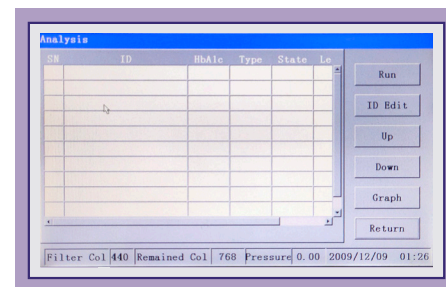 Analysis
SN ID HbA1c Type State Le
Run
ID Edit
Up
Down
Graph
Return
Filter Col 440 Remained Col 768 Pressure 0.00 2009/12/09 01:26